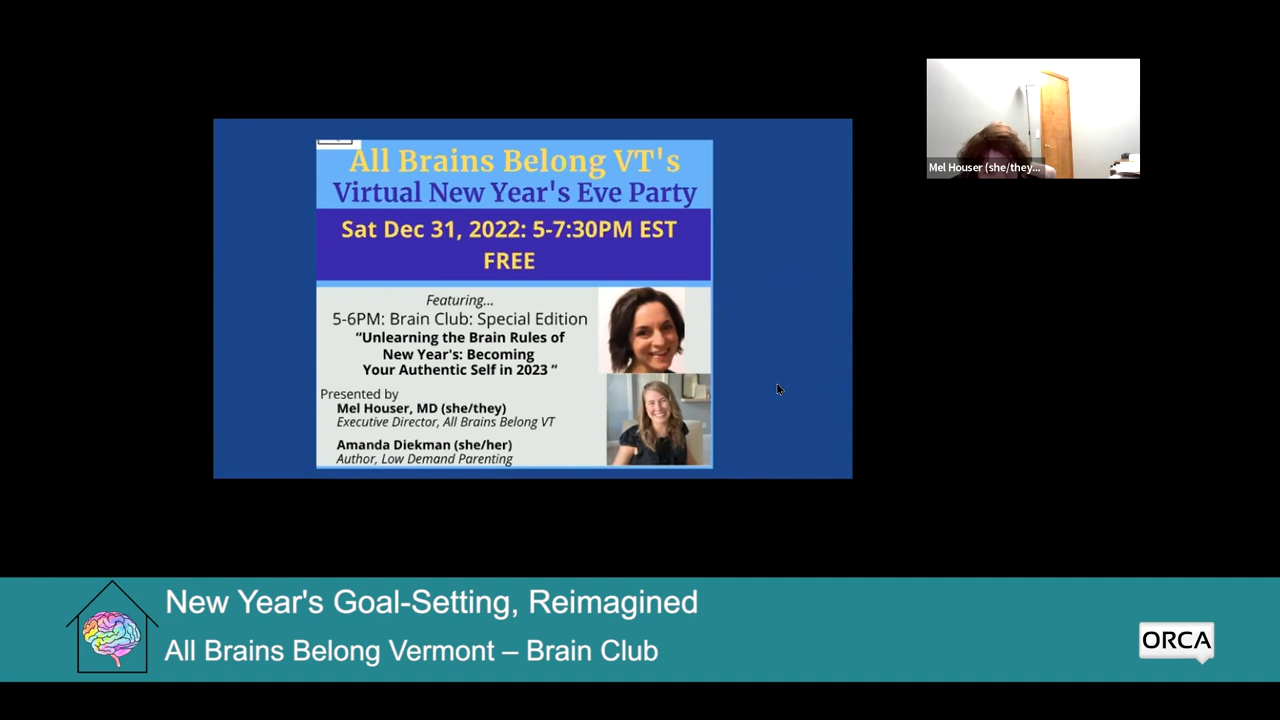 All Brains Belong VT's
Virtual New Year's Eve Party
Sat Dec 31, 2022: 5-7:30PM EST
FREE
Featuring...
5-6PM: Brain Club: Special Edition
“Unlearning the Brain Rules of
New Year's: Becoming
Your Authentic Self in 2023 ”
Presented by
Mel Houser, MD (she/they)
Executive Director, All Brains Belong VT
Amanda Diekman (she/her)
Author, Low Demand Parenting
Mel Houser (she/they...
New Year's Goal-Setting, Reimagined
All Brains Belong Vermont – Brain Club
ORCA